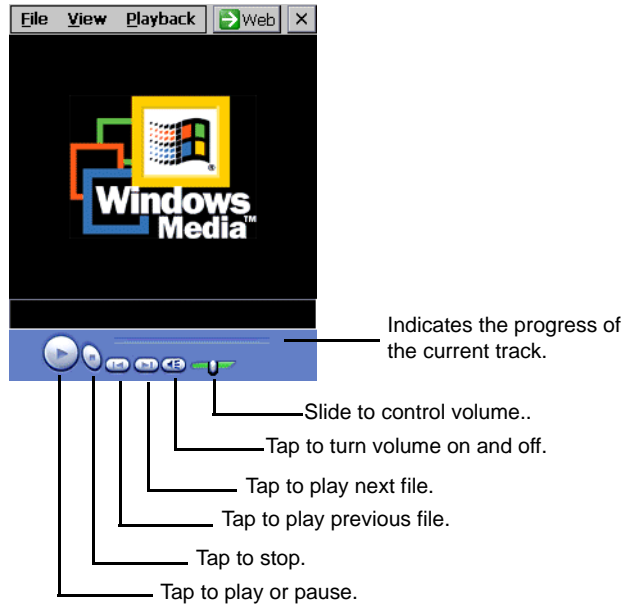 File View Playback Web ×
Windows
Media™
Indicates the progress of
the current track.
Slide to control volume..
Tap to turn volume on and off.
Tap to play next file.
Tap to play previous file.
Tap to stop.
Tap to play or pause.